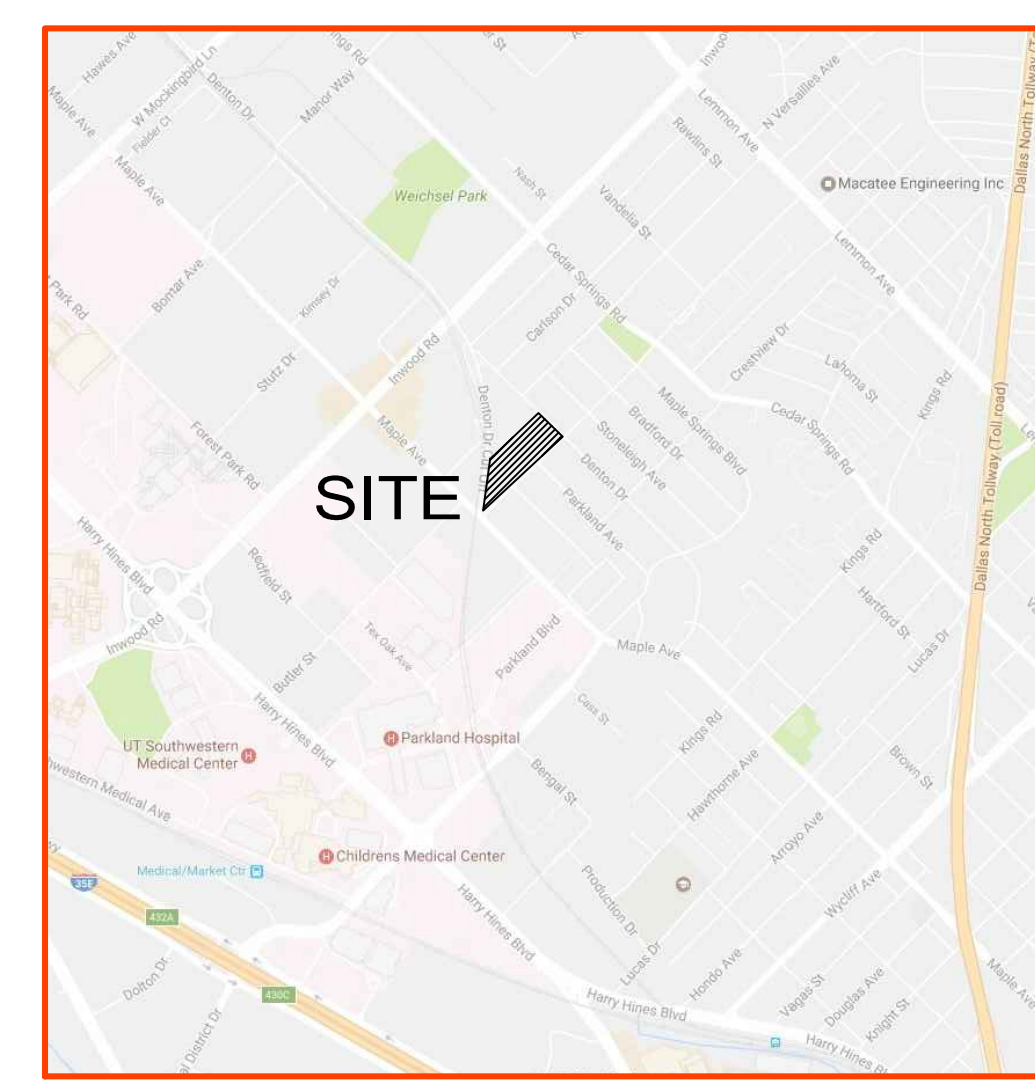 Hawes Ave
Maple Ave
W Mockingbird Ln
Fielder Ct
Denton Dr
Manor Way
Inwood
Lemmon Ave
N Versailles Ave
Rawlins St
Dallas North Tollway
Macatee Engineering Inc
Maple Ave
Weichsel Park
Nash St
Vandelia St
Lemmon Ave
Park Rd
Bomar Ave
Kimsey Dr
Cedar Springs Rd
Carlson Dr
Stutz Dr
Inwood Rd
Crestview Dr
Lahoma St
Kings Rd
Denton Dr Cut Off
Maple Ave
Maple Springs Blvd
Cedar Springs Rd
Bradford Dr
Stoneleigh Ave
Denton Dr
Parkland Ave
Forest Park Rd
SITE
Dallas North Tollway (Toll road)
Harry Hines Blvd
Redfield St
Kings Rd
Hartford St
Lucas Dr
Inwood Rd
Tex Oak Ave
Parkland Blvd
Maple Ave
Butler St
Harry Hines Blvd
Cass St
Kings Rd
H Parkland Hospital
UT Southwestern
Medical Center H
Bengal St
Hawthorne Ave
Brown St
western Medical Ave
Arroyo Ave
H Childrens Medical Center
Medical/Market Ctr
35E
Production Dr
Wycliff Ave
432A
Harry Hines Blvd
Lucas Dr
Hondo Ave
Maple Ave
Dolton Dr
430C
Harry Hines Blvd
Vagas St
Douglas Ave
Knight St
District Dr
Harry Hines